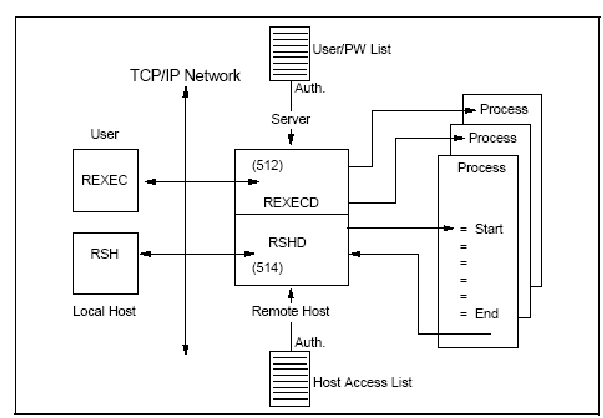 User/PW List
TCP/IP Network
Auth.
Server
Process
Process
Process
User
(512)
REXEC
REXECD
RSHD
= Start
=
=
=
=
= End
RSH
(514)
Local Host
Remote Host
Auth.
Host Access List